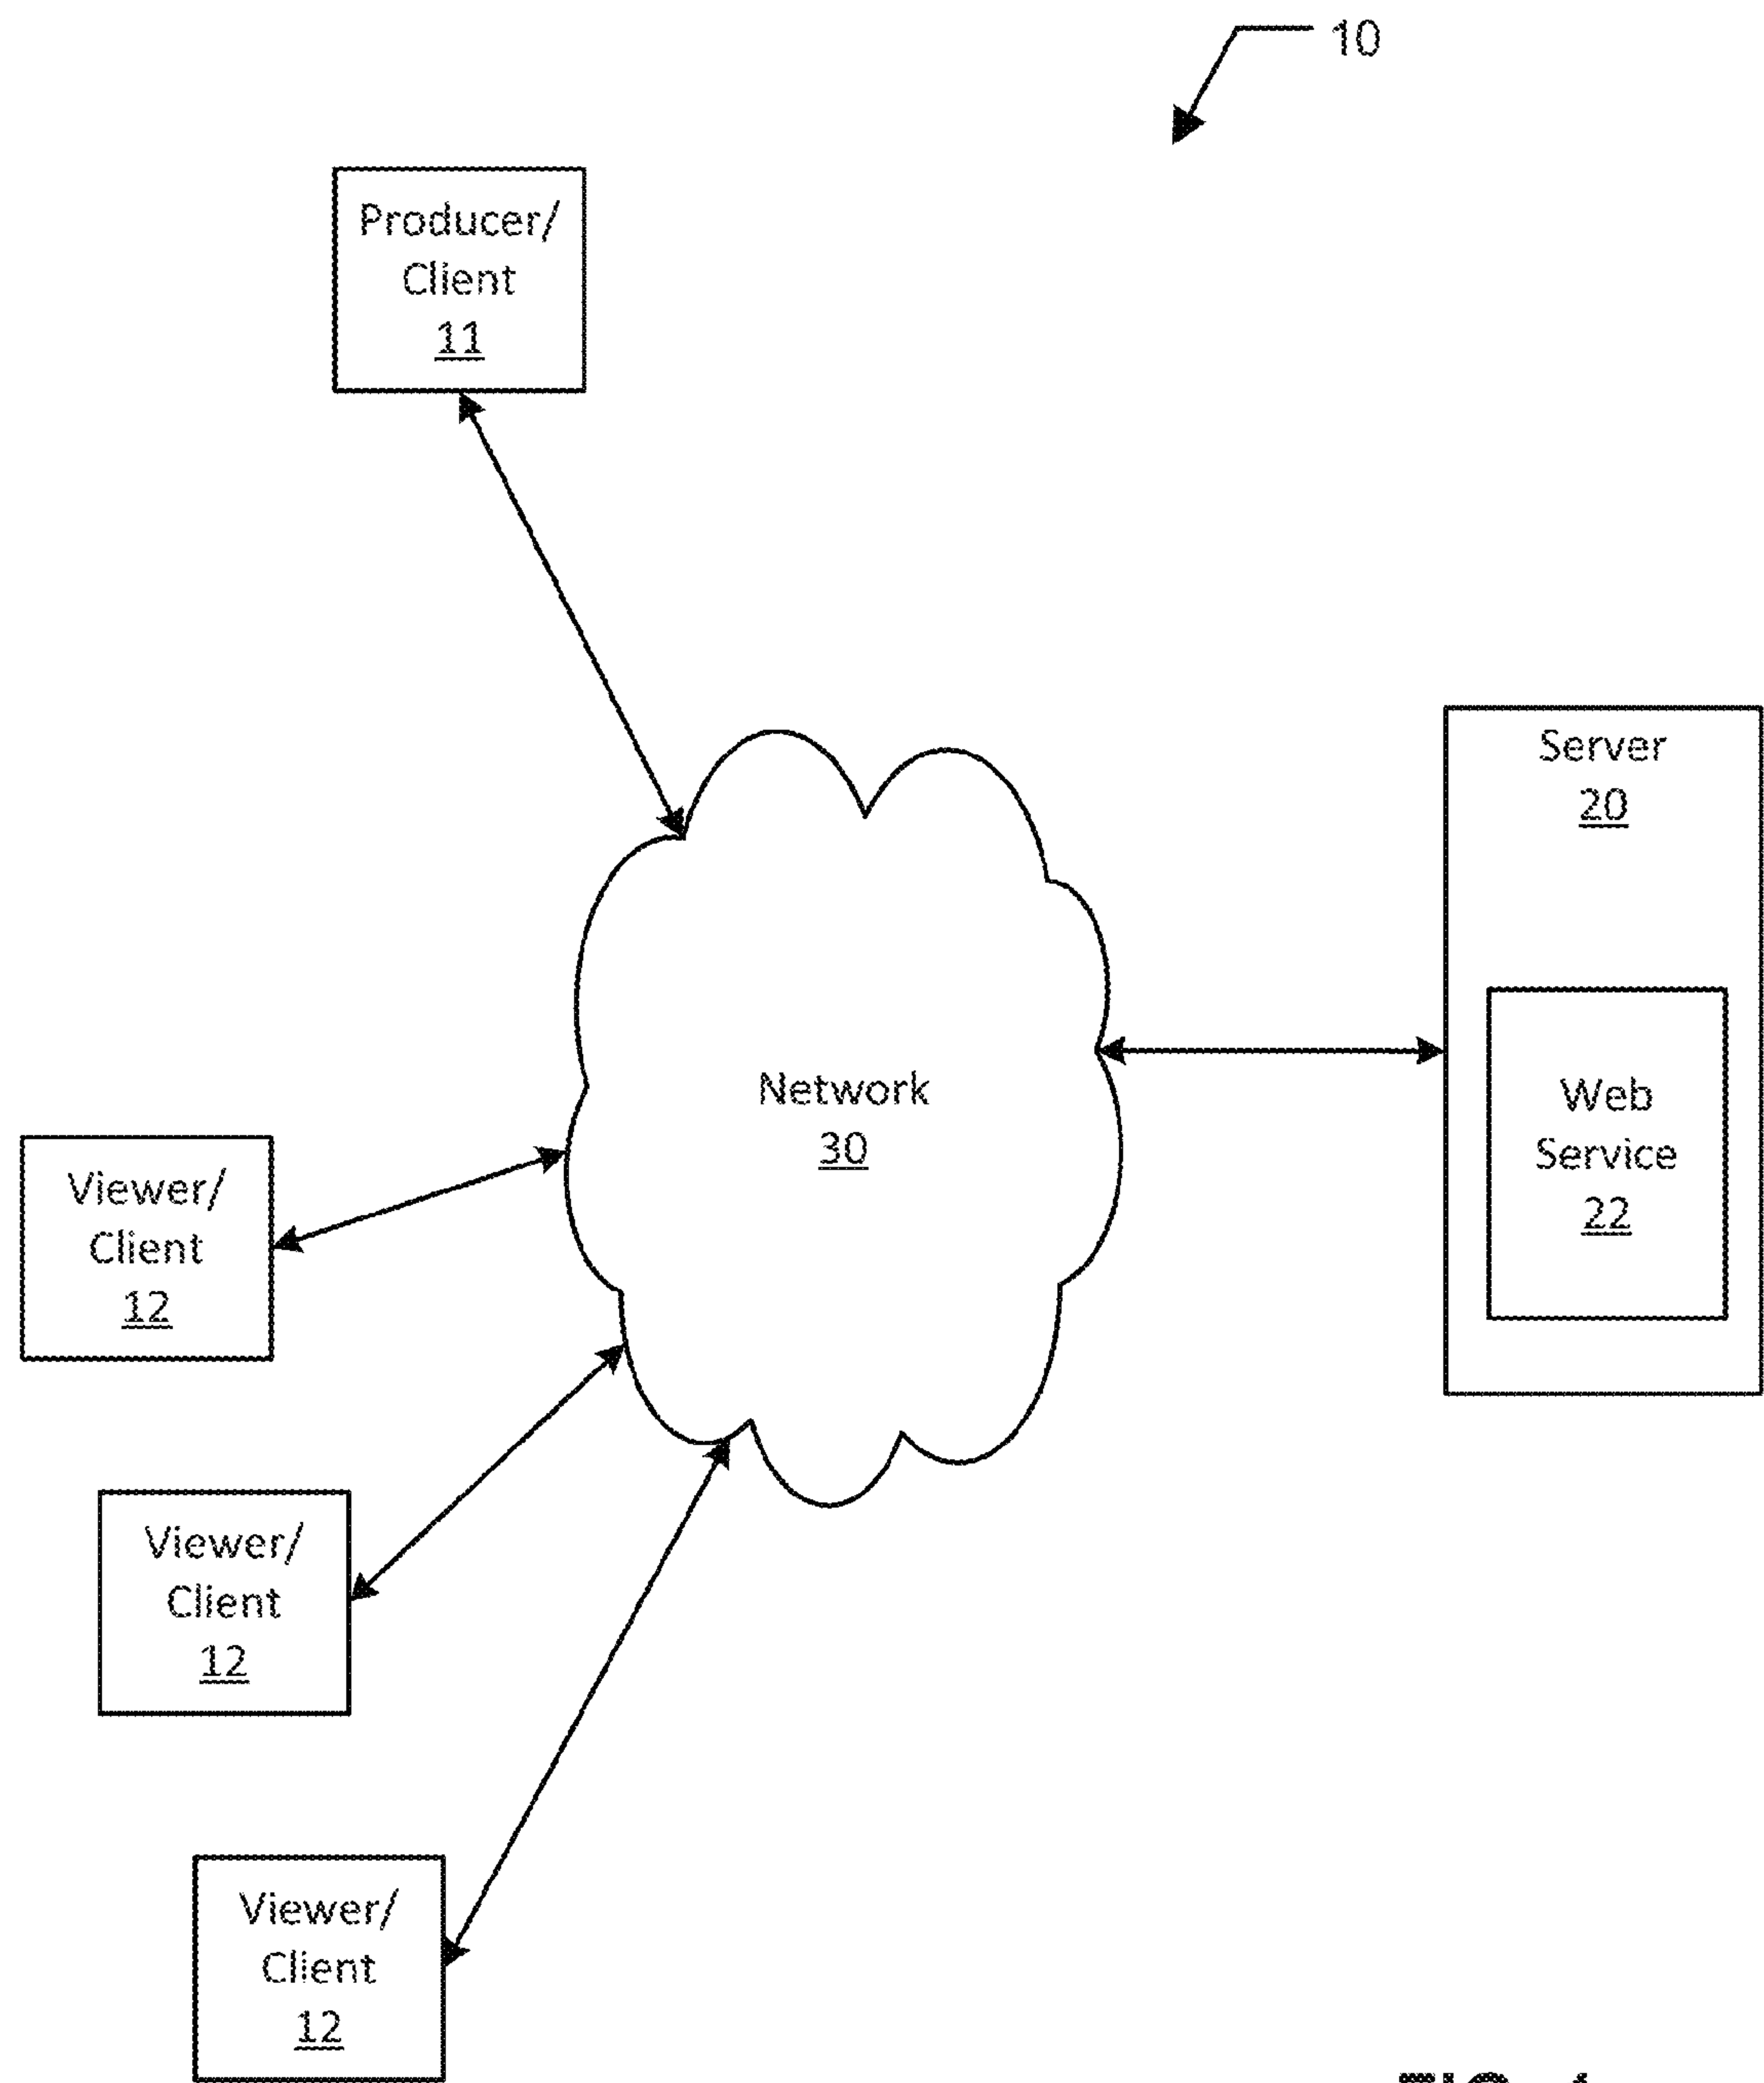 10
Producer/
Client
11
Server
20
Network
30
Web
Service
22
Viewer/
Client
12
Viewer/
Client
12
Viewer/
Client
12